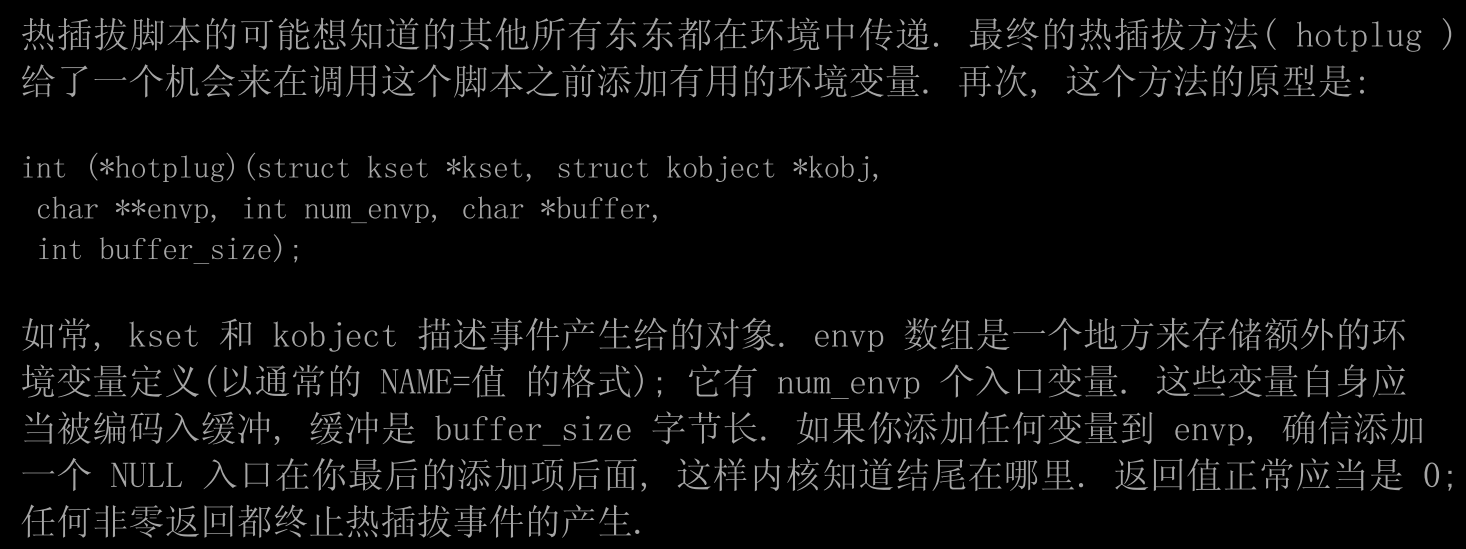 热插拔脚本的可能想知道的其他所有东东都在环境中传递. 最终的热插拔方法( hotplug )
给了一个机会来在调用这个脚本之前添加有用的环境变量. 再次, 这个方法的原型是:
int (*hotplug)(struct kset *kset, struct kobject *kobj,
char **envp, int num_envp, char *buffer,
int buffer_size);
如常, kset 和 kobject 描述事件产生给的对象. envp 数组是一个地方来存储额外的环
境变量定义(以通常的 NAME=值 的格式); 它有 num_envp 个入口变量. 这些变量自身应
当被编码入缓冲, 缓冲是 buffer_size 字节长. 如果你添加任何变量到 envp, 确信添加
一个 NULL 入口在你最后的添加项后面, 这样内核知道结尾在哪里. 返回值正常应当是 0;
任何非零返回都终止热插拔事件的产生.